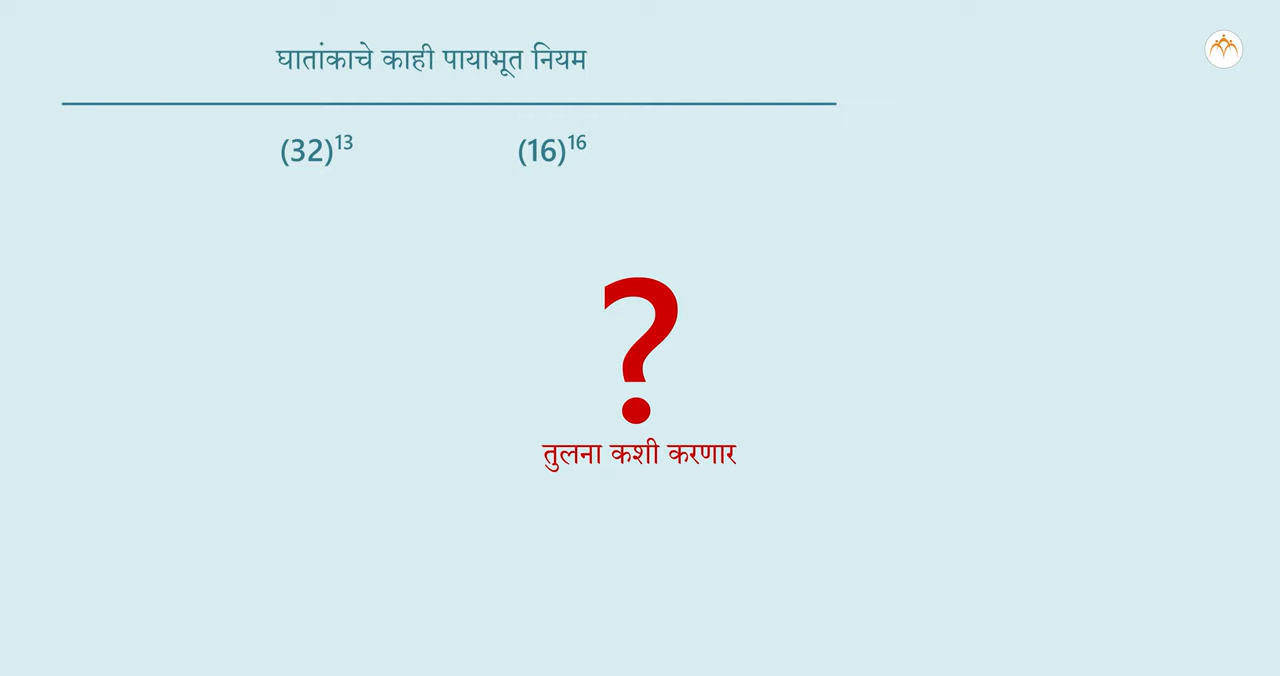 घातांकाचे काही पायाभूत नियम
(32)¹³ (16)¹⁶
?
तुलना कशी करणार